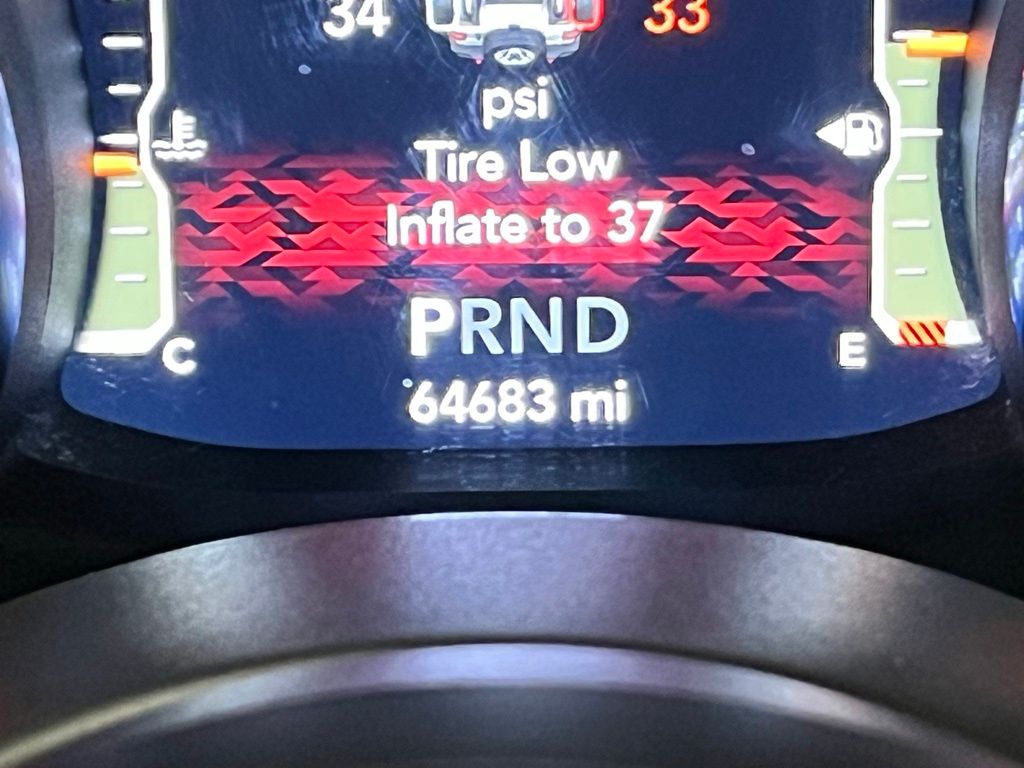 34 33
psi
E
Tire Low
Inflate to 37
PRND
C E
64683 mi